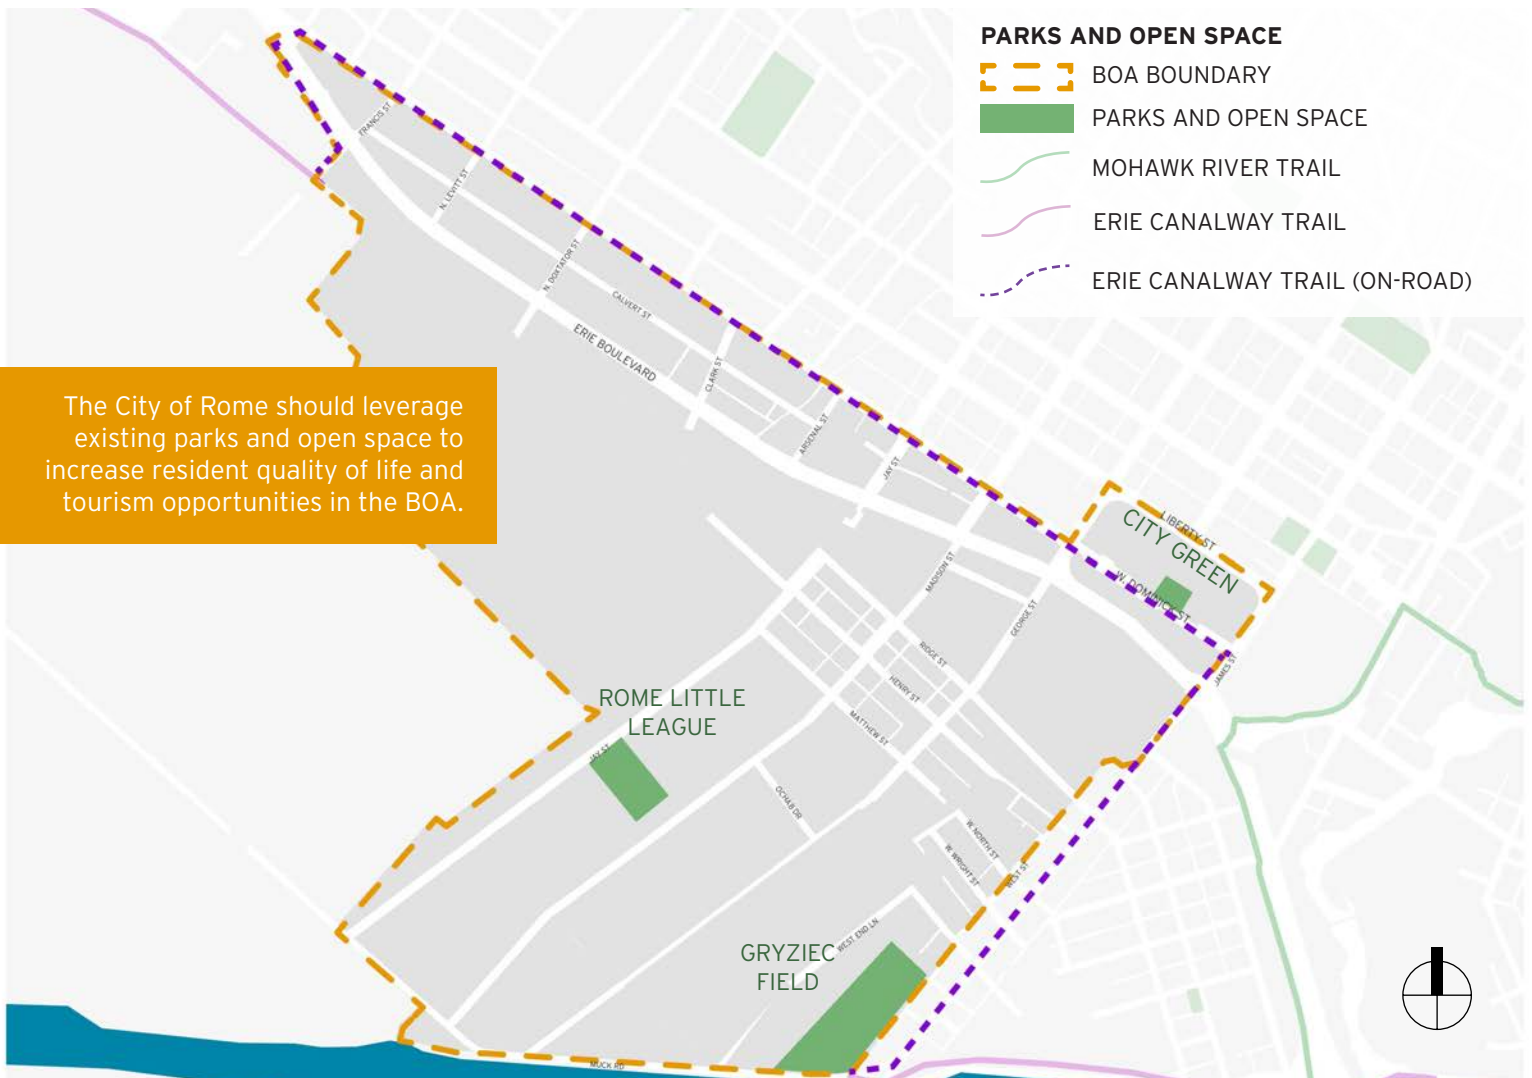 PARKS AND OPEN SPACE
BOA BOUNDARY
PARKS AND OPEN SPACE
MOHAWK RIVER TRAIL
ERIE CANALWAY TRAIL
ERIE CANALWAY TRAIL (ON-ROAD)
FRANCIS ST
N. LEVITT ST
N. DOXTATOR ST
CALVERT ST
ERIE BOULEVARD
CLARK ST
ARSENAL ST
JAY ST
The City of Rome should leverage
existing parks and open space to
increase resident quality of life and
tourism opportunities in the BOA.
LIBERTY ST
CITY GREEN
W. DOMINICK ST
MADISON ST
GEORGE ST
JAMES ST
RIDGE ST
HENRY ST
MATTHEW ST
ROME LITTLE
LEAGUE
JAY ST
OCHAB DR
W. NORTH ST
W. WRIGHT ST
WEST ST
WEST END LN
GRYZIEC
FIELD
MUCK RD